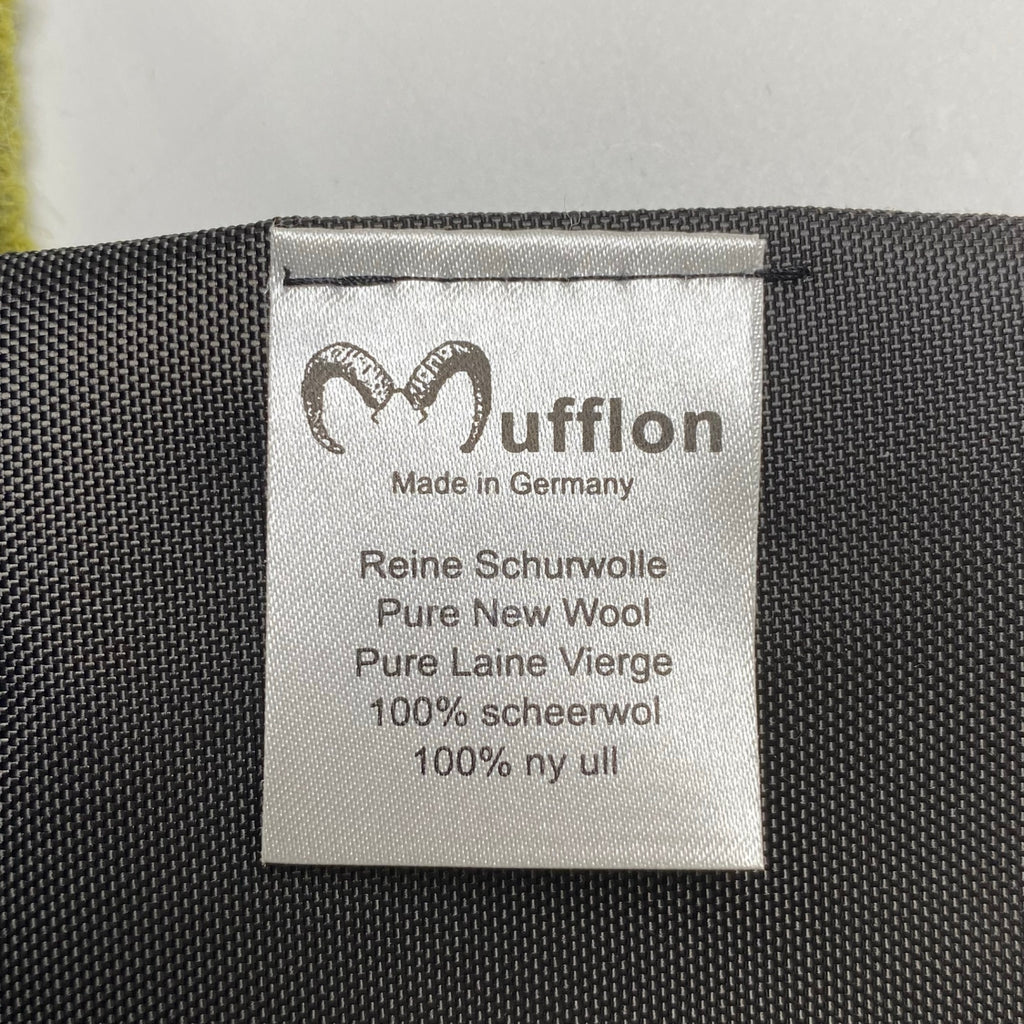 Mufflon
Made in Germany
Reine Schurwolle
Pure New Wool
Pure Laine Vierge
100% scheerwol
100% ny ull